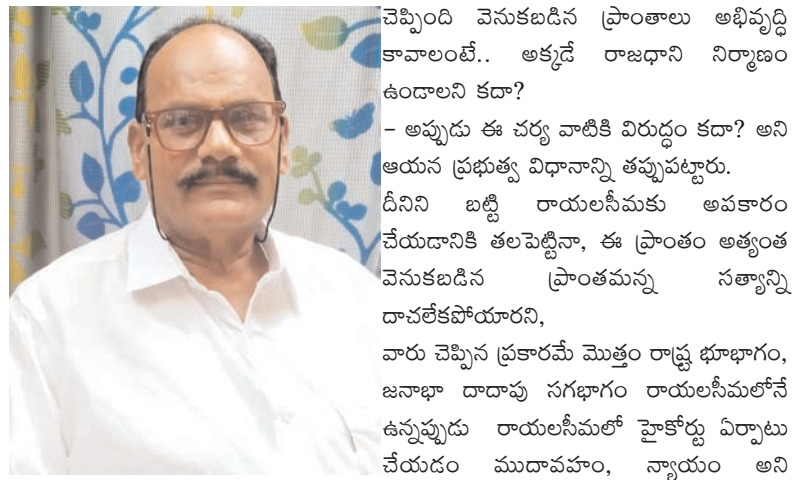 చెప్పింది వెనుకబడిన ప్రాంతాలు అభివృద్ధి
కావాలంటే.. అక్కడే రాజధాని నిర్మాణం
ఉండాలని కదా?
– అప్పుడు ఈ చర్య వాటికి విరుద్ధం కదా? అని
ఆయన ప్రభుత్వ విధానాన్ని తప్పుపట్టారు.
దీనిని బట్టి రాయలసీమకు అపకారం
చేయడానికి తలపెట్టినా, ఈ ప్రాంతం అత్యంత
వెనుకబడిన ప్రాంతమన్న సత్యాన్ని
దాచలేకపోయారని,
వారు చెప్పిన ప్రకారమే మొత్తం రాష్ట్ర భూభాగం,
జనాభా దాదాపు సగభాగం రాయలసీమలోనే
ఉన్నప్పుడు రాయలసీమలో హైకోర్టు ఏర్పాటు
చేయడం ముదావహం, న్యాయం అని